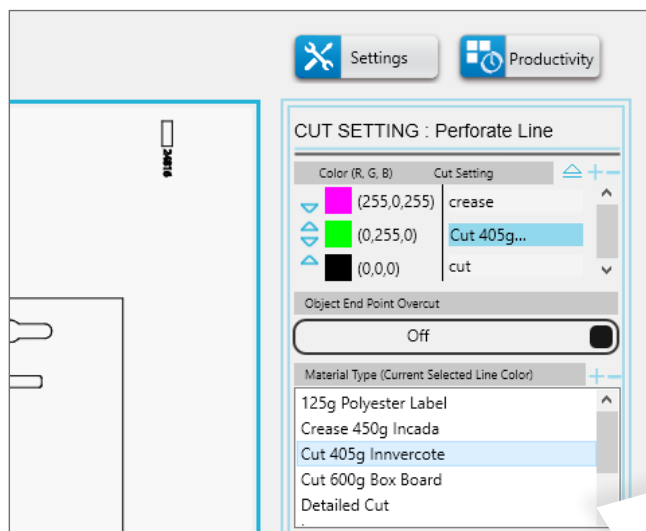 Settings
Productivity
24816
CUT SETTING : Perforate Line
Color (R, G, B) Cut Setting
(255,0,255) crease
(0,255,0) Cut 405g...
(0,0,0) cut
Object End Point Overcut
Off
Material Type (Current Selected Line Color)
125g Polyester Label
Crease 450g Incada
Cut 405g Innvercote
Cut 600g Box Board
Detailed Cut